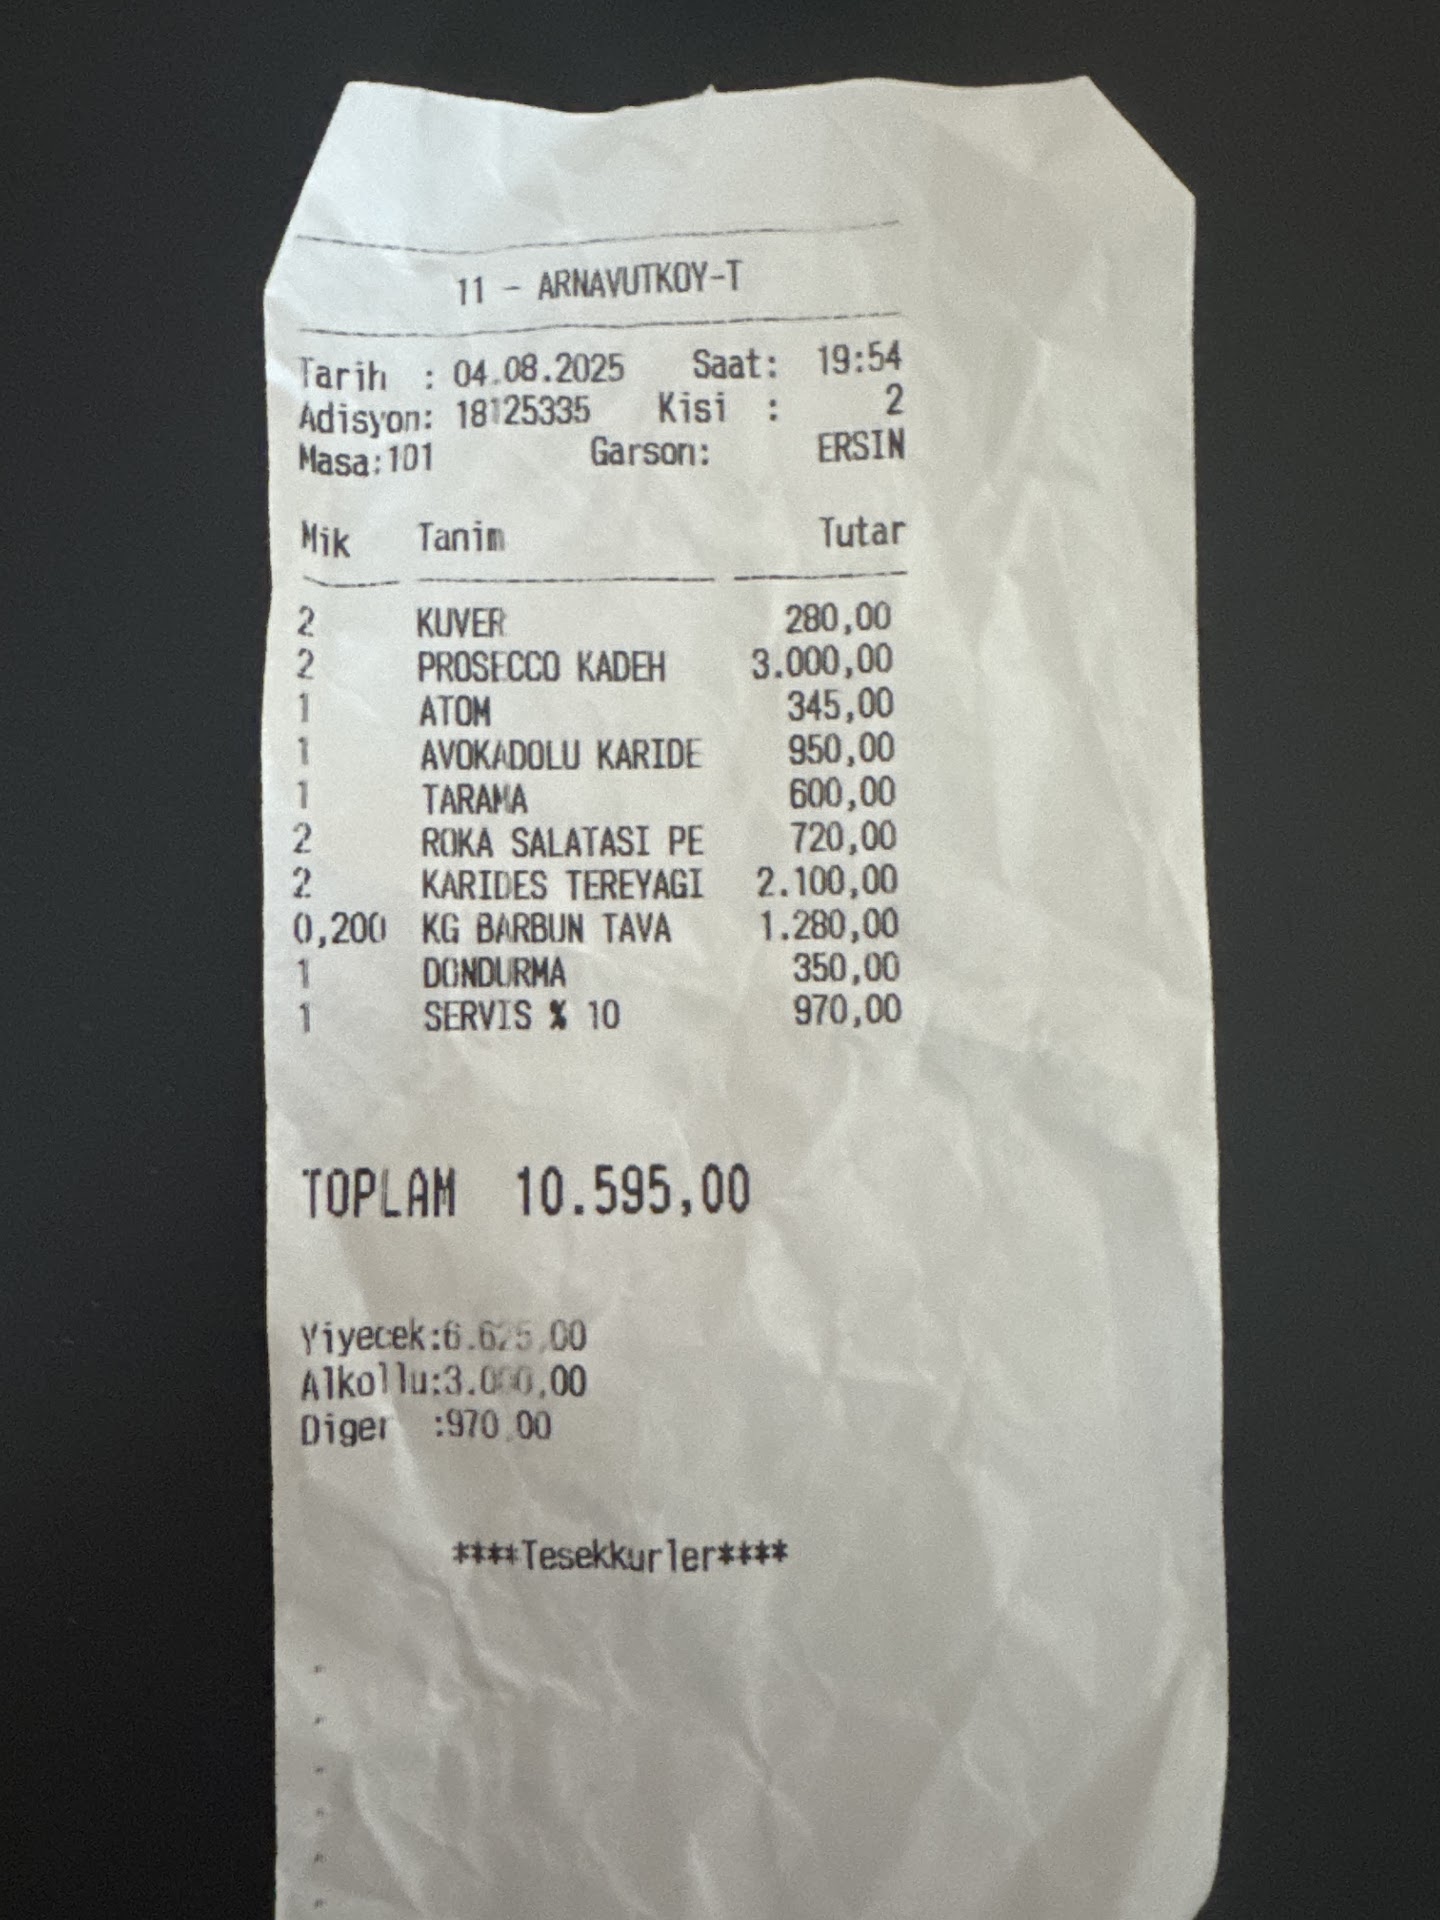 11 - ARNAVUTKOY-T
Tarih : 04.08.2025 Saat: 19:54
Adisyon: 18125335 Kisi : 2
Masa:101 Garson: ERSIN
Mik Tanim Tutar
2 KUVER 280,00
2 PROSECCO KADEH 3.000,00
1 ATOM 345,00
1 AVOKADOLU KARIDE 950,00
1 TARAMA 600,00
2 ROKA SALATASI PE 720,00
2 KARIDES TEREYAGI 2.100,00
0,200 KG BARBUN TAVA 1.280,00
1 DONDURMA 350,00
1 SERVIS % 10 970,00
TOPLAM 10.595,00
Yiyecek:6.625,00
Alkollu:3.000,00
Diger :970,00
****Tesekkurler****